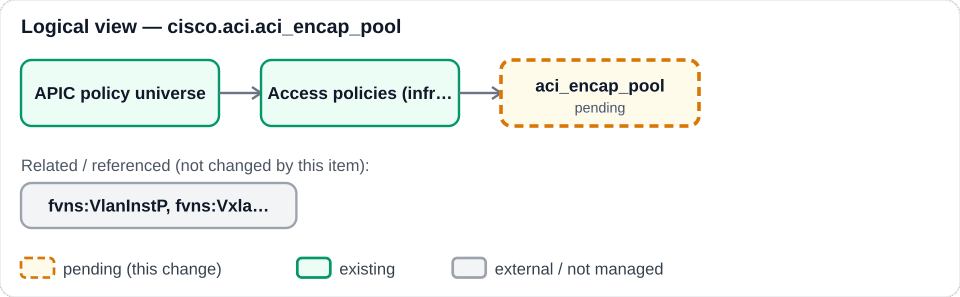 Logical view — cisco.aci.aci_encap_pool
APIC policy universe
Access policies (infr…
aci_encap_pool
pending
Related / referenced (not changed by this item):
fvns:VlanInstP, fvns:Vxla…
pending (this change)
existing
external / not managed